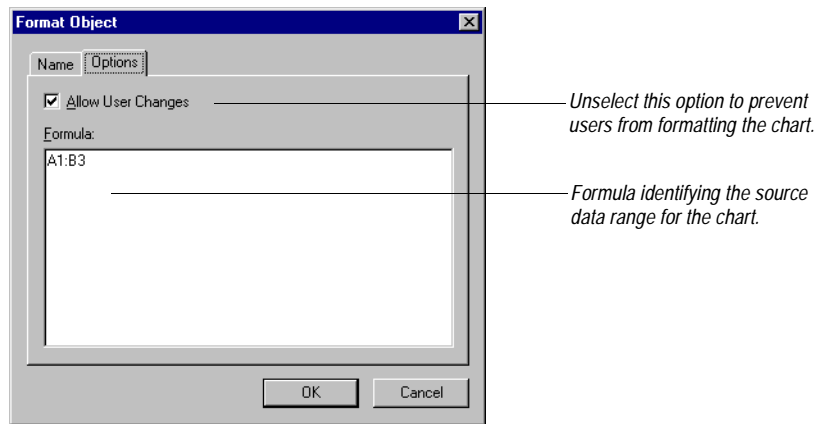 Format Object
Name Options
Allow User Changes
Unselect this option to prevent
users from formatting the chart.
Formula:
A1:B3
Formula identifying the source
data range for the chart.
OK Cancel